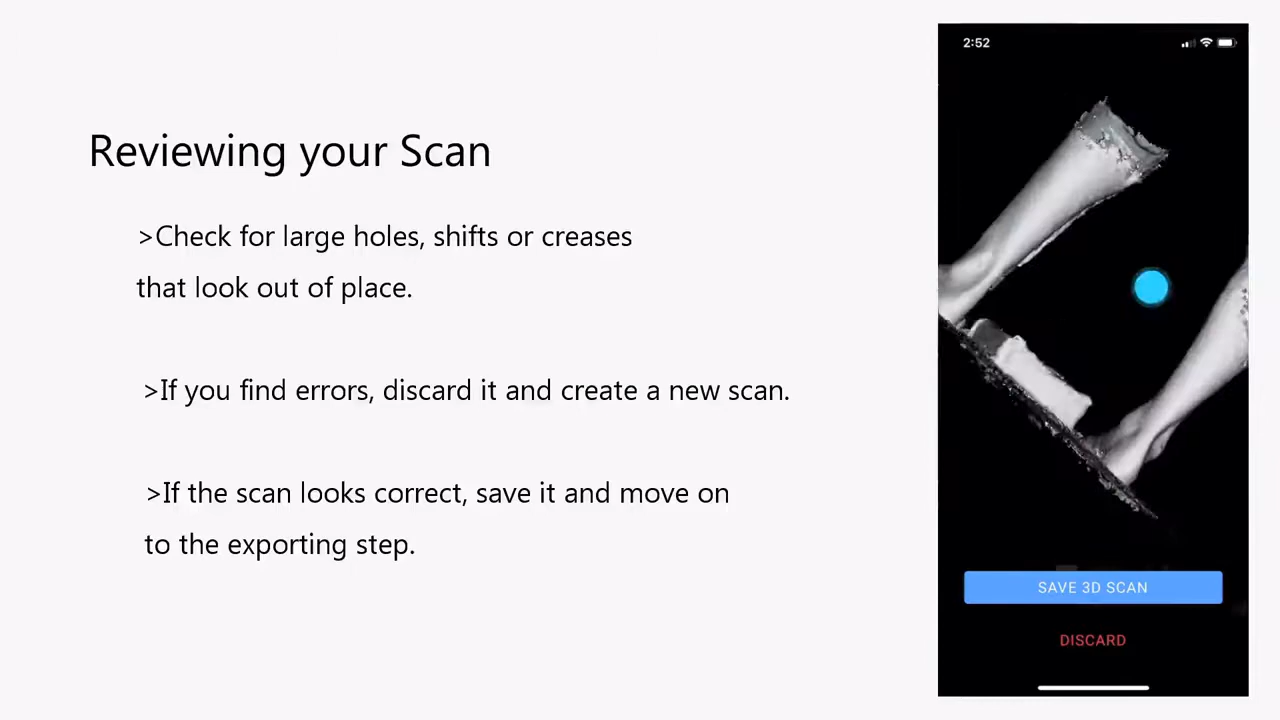 Reviewing your Scan
>Check for large holes, shifts or creases
that look out of place.
>If you find errors, discard it and create a new scan.
>If the scan looks correct, save it and move on
to the exporting step.
2:52
SAVE 3D SCAN
DISCARD